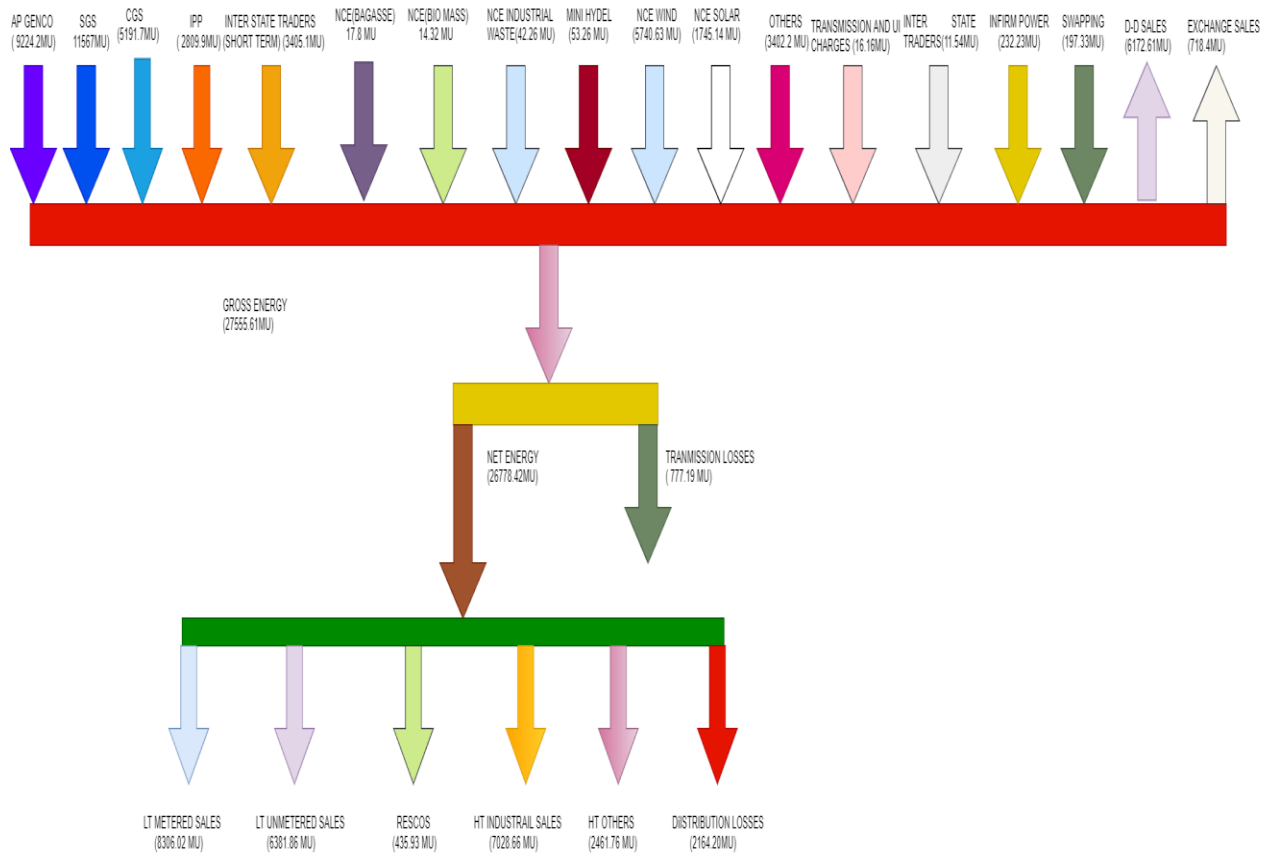 AP GENCO
( 9224.2MU)
SGS
11567MU
CGS
(5191.7MU)
IPP
( 2809.9MU)
INTER STATE TRADERS
(SHORT TERM) (3405.1MU)
NCE(BAGASSE)
17.8 MU
NCE(BIO MASS)
14.32 MU
NCE INDUSTRIAL
WASTE(42.26 MU)
MINI HYDEL
(53.26 MU)
NCE WIND
(5740.63 MU)
NCE SOLAR
(1745.14 MU)
OTHERS
(3402.2 MU)
TRANSMISSION AND UI
CHARGES (16.16MU)
INTER STATE
TRADERS(11.54MU)
INFIRM POWER
(232.23MU)
SWAPPING
(197.33MU)
D-D SALES
(6172.61MU)
EXCHANGE SALES
(718.4MU)
GROSS ENERGY
(27555.61MU)
NET ENERGY
(26778.42MU)
TRANMISSION LOSSES
( 777.19 MU)
LT METERED SALES
(8306.02 MU)
LT UNMETERED SALES
(6381.86 MU)
RESCOS
(435.93 MU)
HT INDUSTRAIL SALES
(7028.66 MU)
HT OTHERS
(2461.76 MU)
DIISTRIBUTION LOSSES
(2164.20MU)